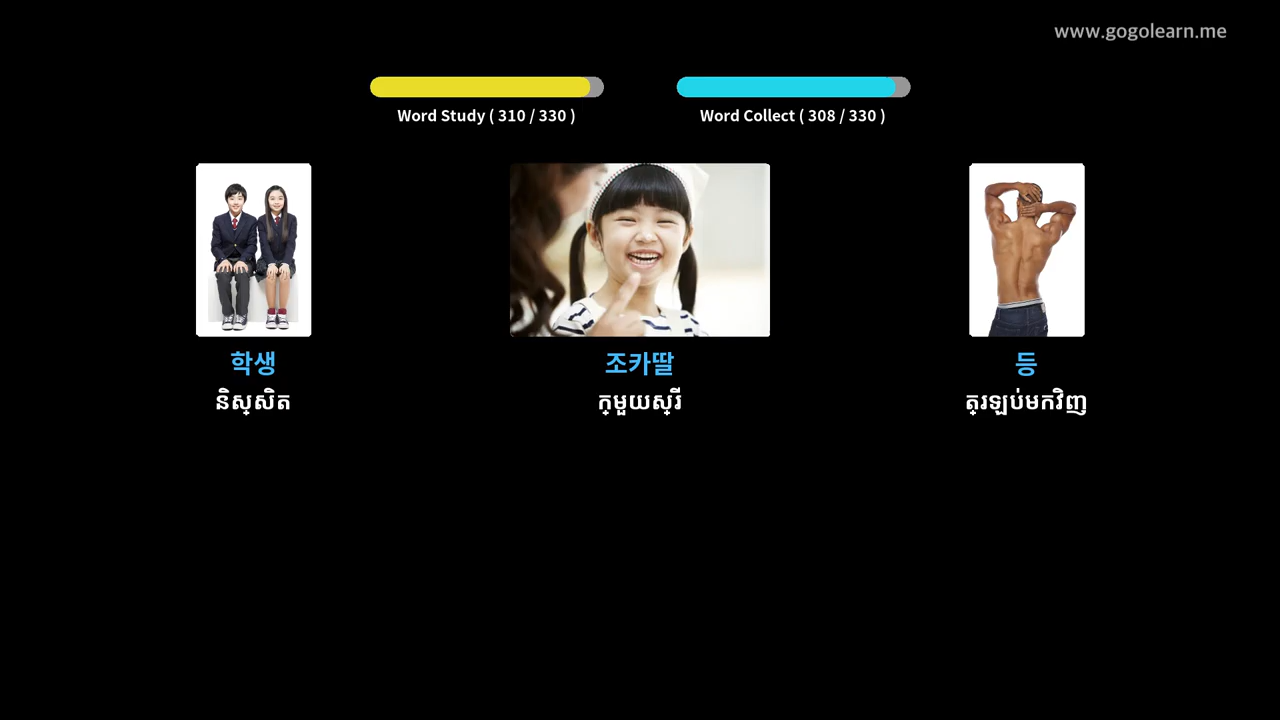 www.gogolearn.me
Word Study ( 310 / 330 )
Word Collect ( 308 / 330 )
학생
조카딸
등
និស្សិត
ក្មួយស្រី
ត្រឡប់មកវិញ